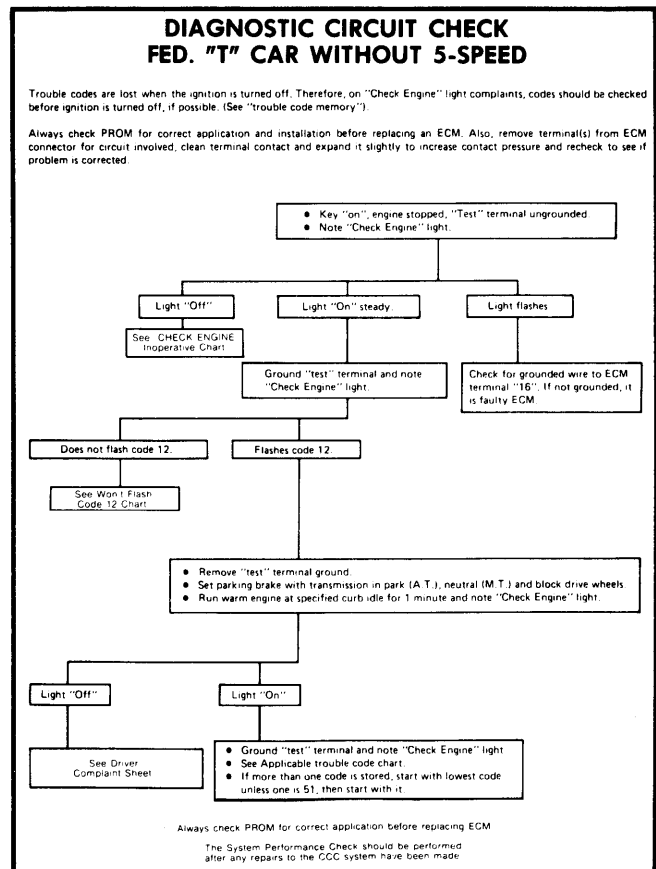 DIAGNOSTIC CIRCUIT CHECK
FED. "T" CAR WITHOUT 5-SPEED
Trouble codes are lost when the ignition is turned off. Therefore, on "Check Engine" light complaints, codes should be checked
before ignition is turned off, if possible. (See "trouble code memory").
Always check PROM for correct application and installation before replacing an ECM. Also, remove terminal(s) from ECM
connector for circuit involved, clean terminal contact and expand it slightly to increase contact pressure and recheck to see if
problem is corrected.
• Key "on", engine stopped, "Test" terminal ungrounded.
• Note "Check Engine" light.
Light "Off"
Light "On" steady.
Light flashes
See CHECK ENGINE
Inoperative Chart
Ground "test" terminal and note
"Check Engine" light.
Check for grounded wire to ECM
terminal "16". If not grounded, it
is faulty ECM.
Does not flash code 12.
Flashes code 12.
See Won't Flash
Code 12 Chart
• Remove "test" terminal ground.
• Set parking brake with transmission in park (A.T.), neutral (M.T.) and block drive wheels.
• Run warm engine at specified curb idle for 1 minute and note "Check Engine" light.
Light "Off"
Light "On"
See Driver
Complaint Sheet
• Ground "test" terminal and note "Check Engine" light
• See Applicable trouble code chart.
• If more than one code is stored, start with lowest code
unless one is 51, then start with it.
Always check PROM for correct application before replacing ECM
The System Performance Check should be performed
after any repairs to the CCC system have been made